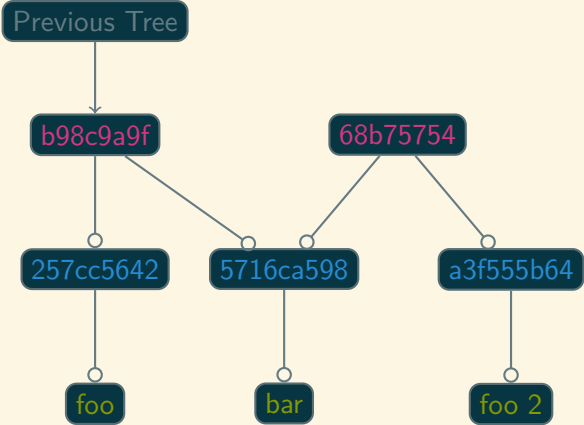 Previous Tree
b98c9a9f
68b75754
257cc5642
5716ca598
a3f555b64
foo
bar
foo 2